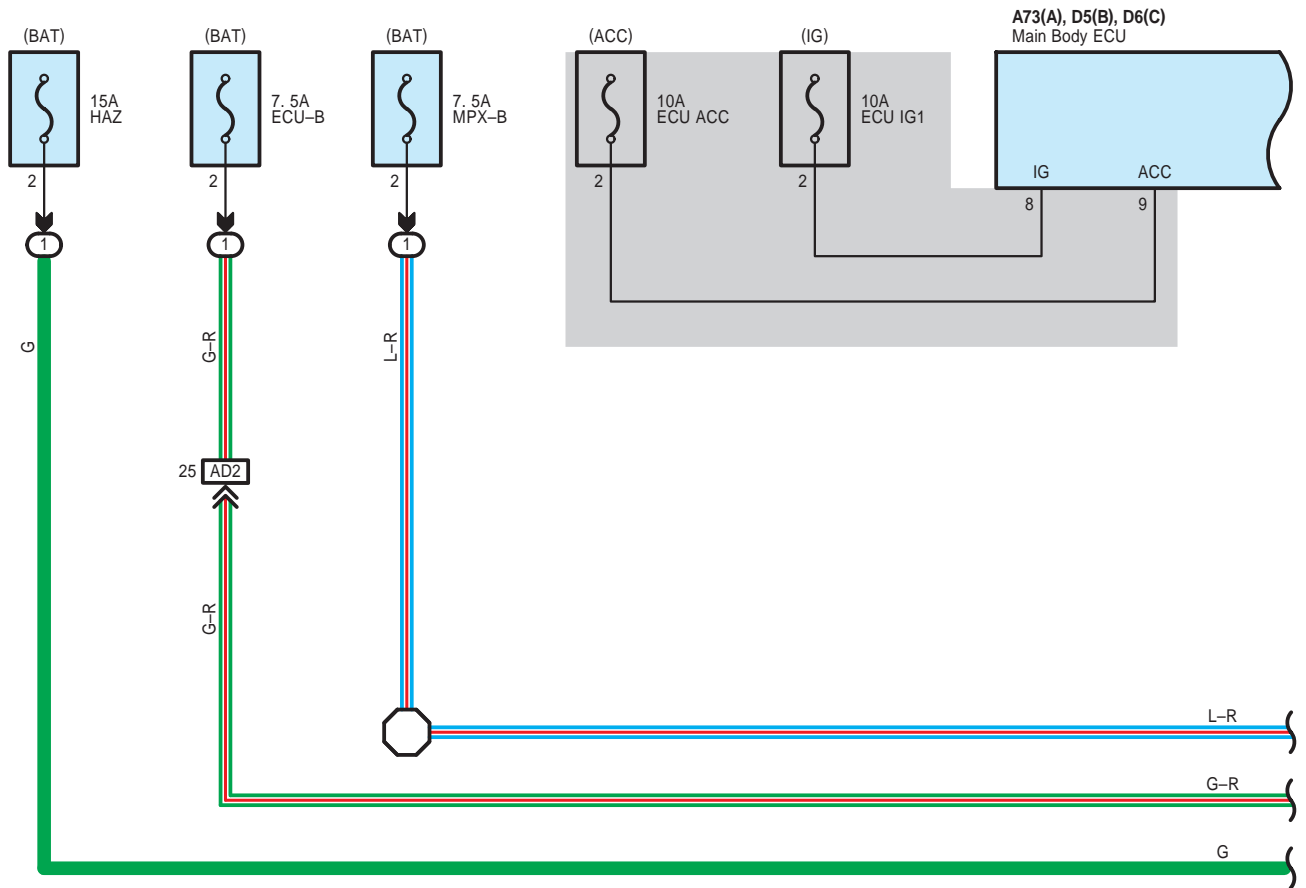 A73(A), D5(B), D6(C)
Main Body ECU
(BAT)
(BAT)
(BAT)
(ACC)
(IG)
15A
HAZ
7. 5A
ECU–B
7. 5A
MPX–B
10A
ECU ACC
10A
ECU IG1
IG
ACC
2
2
2
2
2
8
9
1
1
1
G
G–R
L–R
25
AD2
G–R
L–R
G–R
G